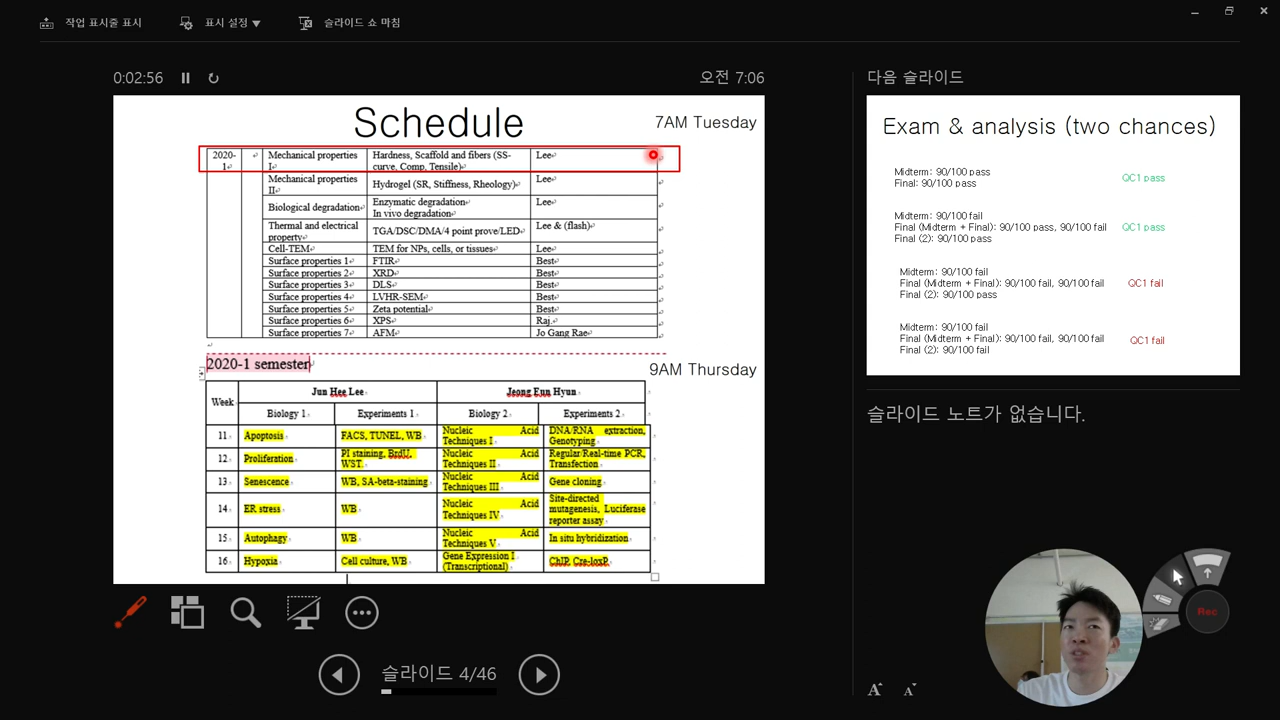 작업 표시줄 표시
표시 설정 ▼
슬라이드 쇼 마침
0:02:56
오전 7:06
다음 슬라이드
Schedule
7AM Tuesday
2020-1
Mechanical properties I
Hardness, Scaffold and fibers (SS-curve, Comp, Tensile)
Lee
Mechanical properties II
Hydrogel (SR, Stiffness, Rheology)
Lee
Biological degradation
Enzymatic degradation
In vivo degradation
Lee
Thermal and electrical property
TGA/DSC/DMA/4 point prove/LED
Lee & (flash)
Cell-TEM
TEM for NPs, cells, or tissues
Lee
Surface properties 1
FTIR
Best
Surface properties 2
XRD
Best
Surface properties 3
DLS
Best
Surface properties 4
LVHR-SEM
Best
Surface properties 5
Zeta potential
Best
Surface properties 6
XPS
Raj.
Surface properties 7
AFM
Jo Gang Rae
2020-1 semester
9AM Thursday
Week
Jun Hee Lee
Jeong Eun Hyun
Biology 1
Experiments 1
Biology 2
Experiments 2
11
Apoptosis
FACS, TUNEL, WB
Nucleic Acid Techniques I
DNA/RNA extraction, Genotyping
12
Proliferation
PI staining, BrdU, WST
Nucleic Acid Techniques II
Regular/Real-time PCR, Transfection
13
Senescence
WB, SA-beta-staining
Nucleic Acid Techniques III
Gene cloning
14
ER stress
WB
Nucleic Acid Techniques IV
Site-directed mutagenesis, Luciferase reporter assay
15
Autophagy
WB
Nucleic Acid Techniques V
In situ hybridization
16
Hypoxia
Cell culture, WB
Gene Expression I (Transcriptional)
ChIP, Cre-loxP
Exam & analysis (two chances)
Midterm: 90/100 pass
Final: 90/100 pass
QC1 pass
Midterm: 90/100 fail
Final (Midterm + Final): 90/100 pass, 90/100 fail
Final (2): 90/100 pass
QC1 pass
Midterm: 90/100 fail
Final (Midterm + Final): 90/100 fail, 90/100 fail
Final (2): 90/100 pass
QC1 fail
Midterm: 90/100 fail
Final (Midterm + Final): 90/100 fail, 90/100 fail
Final (2): 90/100 fail
QC1 fail
슬라이드 노트가 없습니다.
슬라이드 4/46
A A
Rec